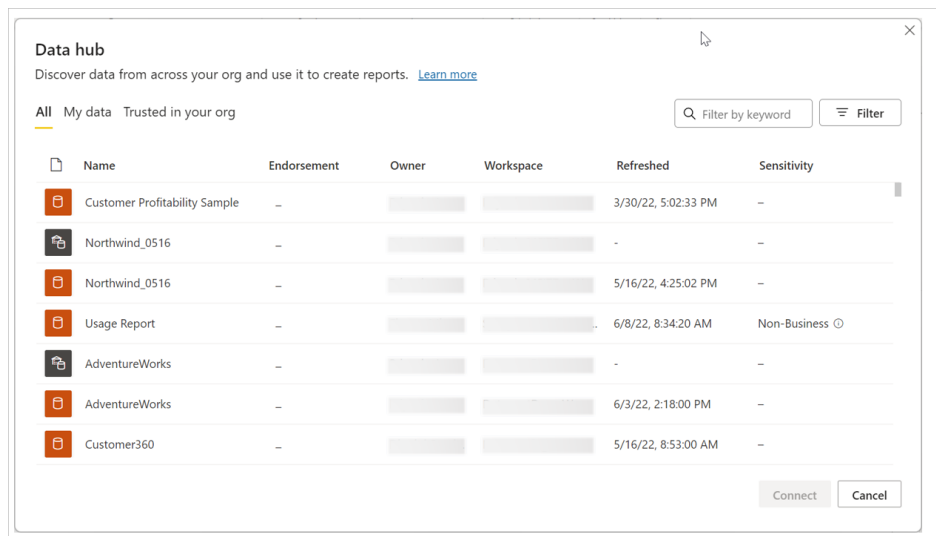 Data hub
Discover data from across your org and use it to create reports. Learn more
All My data Trusted in your org
Filter by keyword
Filter
Name Endorsement Owner Workspace Refreshed Sensitivity
Customer Profitability Sample – 3/30/22, 5:02:33 PM –
Northwind_0516 – - –
Northwind_0516 – 5/16/22, 4:25:02 PM –
Usage Report – .. 6/8/22, 8:34:20 AM Non-Business
AdventureWorks – - –
AdventureWorks – 6/3/22, 2:18:00 PM –
Customer360 – 5/16/22, 8:53:00 AM –
Connect Cancel